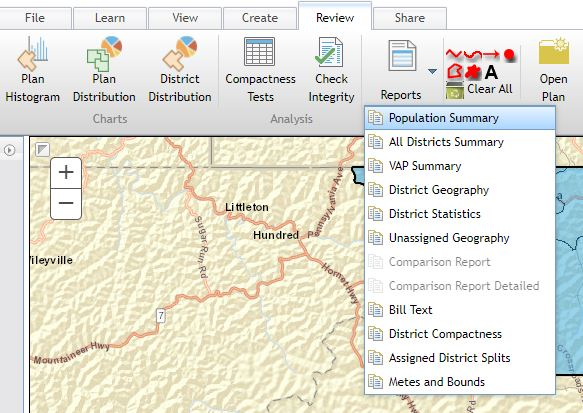 File Learn View Create Review Share
Plan Histogram
Plan Distribution
District Distribution
Charts
Compactness Tests
Check Integrity
Analysis
Reports
A
Clear All
Open Plan
Population Summary
All Districts Summary
VAP Summary
District Geography
District Statistics
Unassigned Geography
Comparison Report
Comparison Report Detailed
Bill Text
District Compactness
Assigned District Splits
Metes and Bounds
+
−
Littleton
Hundred
Pennsylvania Ave
Sugar Run Rd
Wileyville
Hornet Hwy
7
Mountaineer Hwy